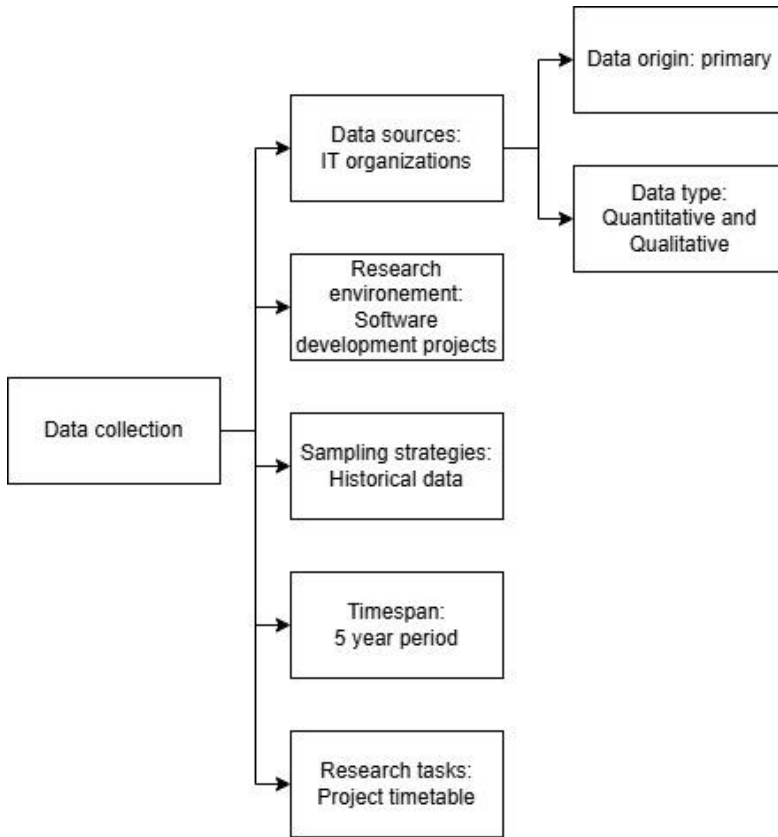 Data origin: primary
Data sources:
IT organizations
Data type:
Quantitative and
Qualitative
Research
environement:
Software
development projects
Data collection
Sampling strategies:
Historical data
Timespan:
5 year period
Research tasks:
Project timetable